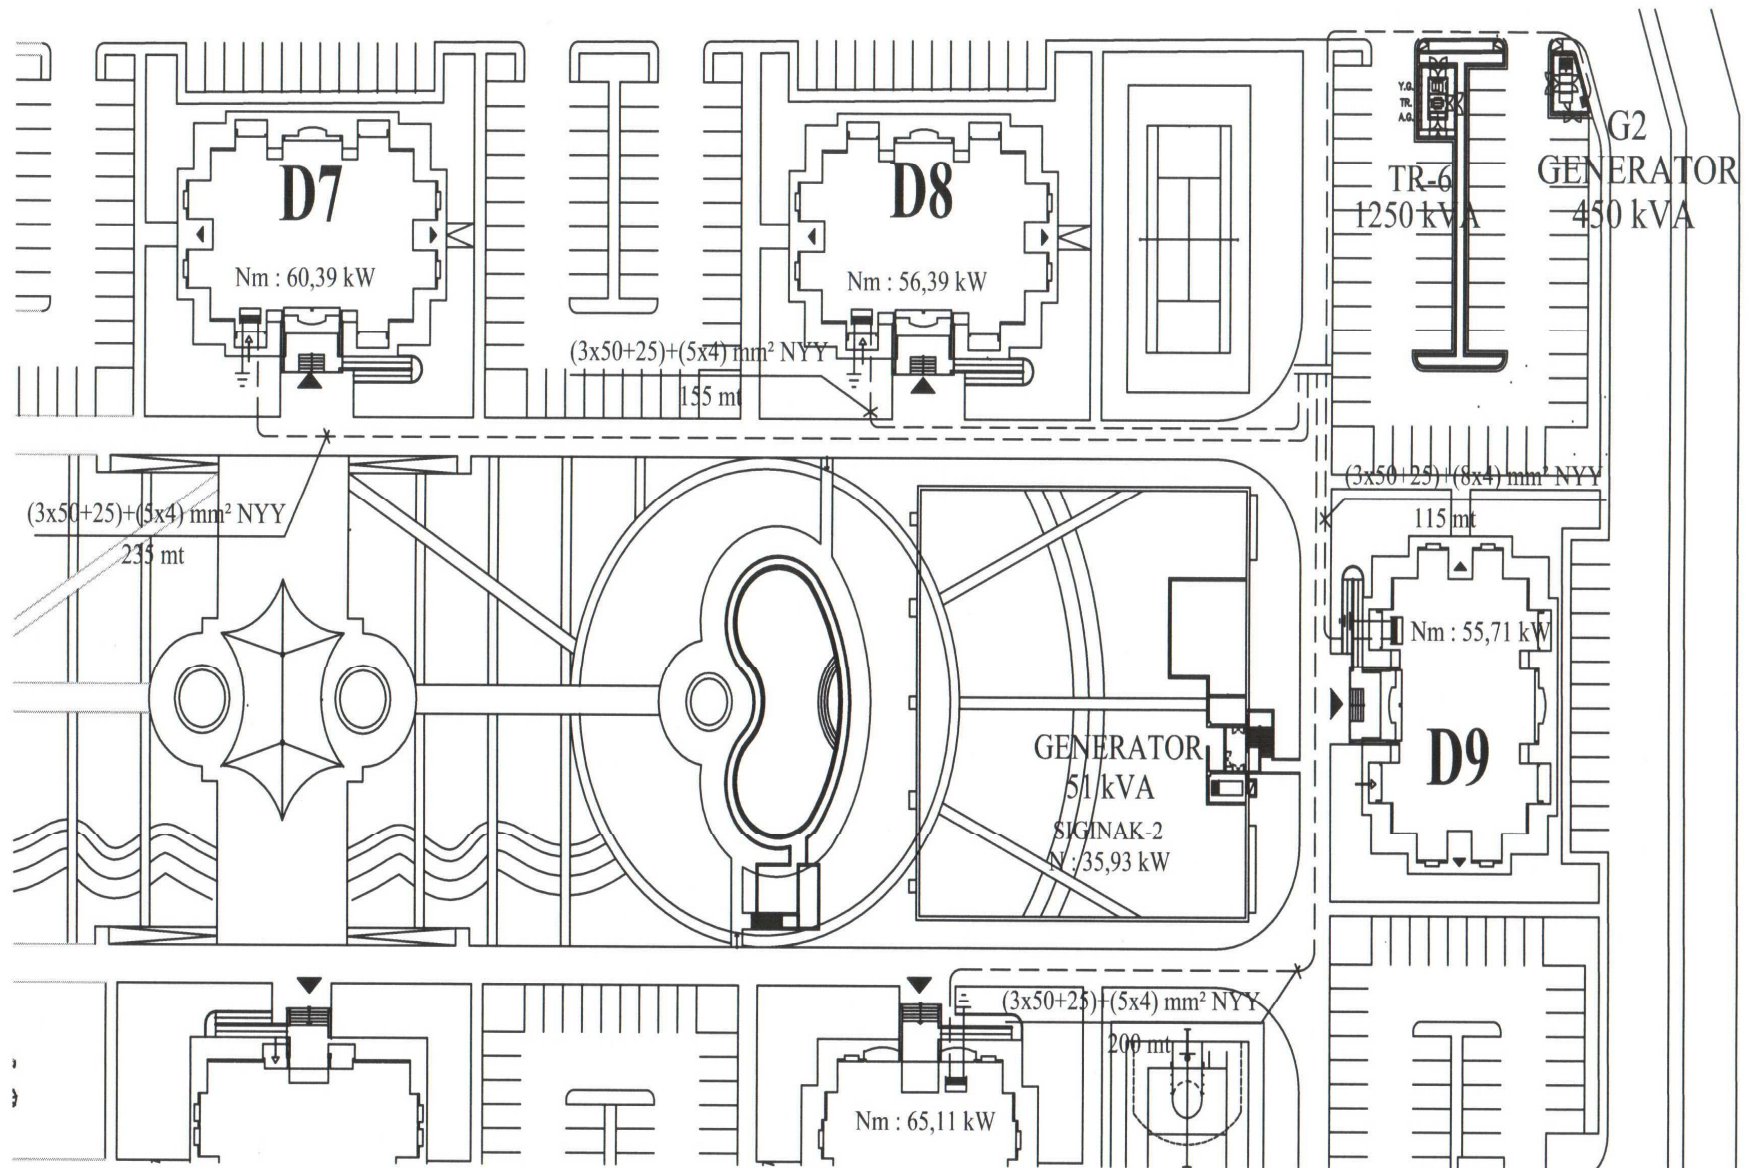 D7
Nm : 60,39 kW
D8
Nm : 56,39 kW
Y.G.
TR.
A.G.
TR-6
1250 kVA
G2
GENERATOR
450 kVA
(3x50+25)+(5x4) mm² NYY
155 mt
(3x50+25)+(5x4) mm² NYY
235 mt
(3x50+25)+(8x4) mm² NYY
115 mt
Nm : 55,71 kW
D9
GENERATOR
51 kVA
SIGINAK-2
N : 35,93 kW
(3x50+25)+(5x4) mm² NYY
200 mt
Nm : 65,11 kW